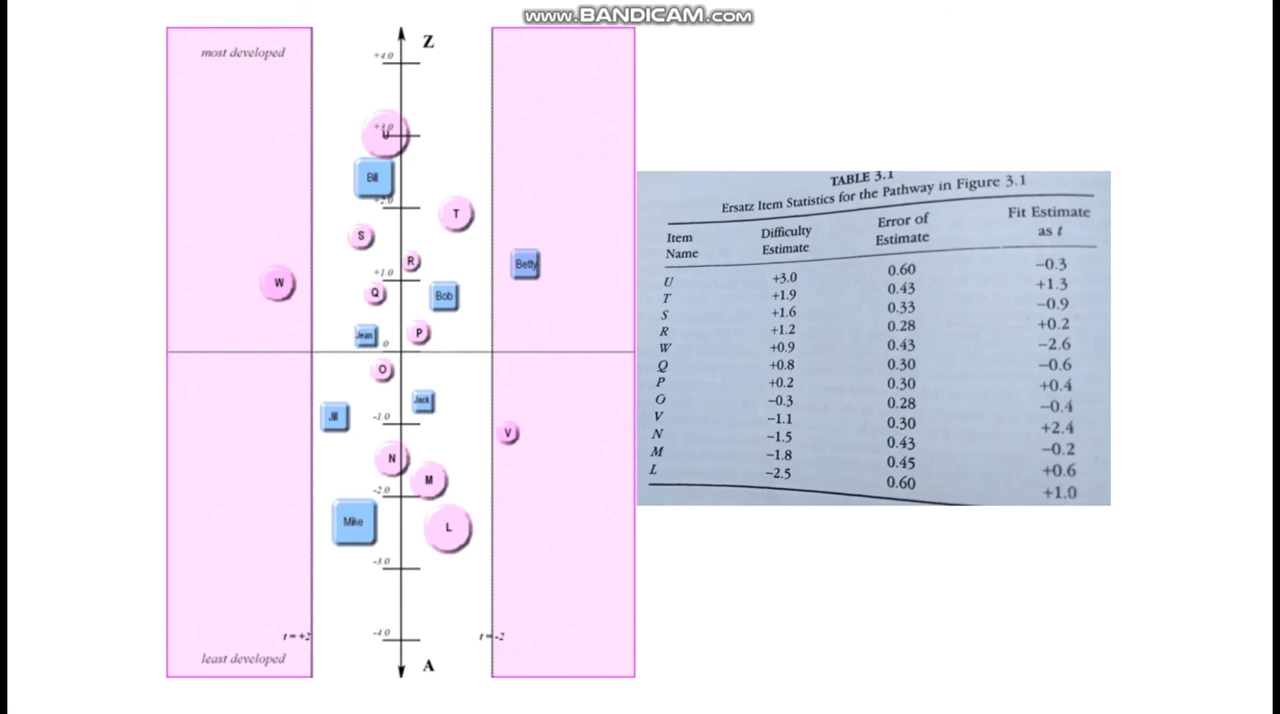 www.BANDICAM.com
most developed
Z
+4.0
+3.0
U
Bill
+2.0
T
S
R
Betty
+1.0
W
Q
Bob
P
Jean
0
O
Jack
Jill
-1.0
V
N
M
-2.0
Mike
L
-3.0
-4.0
t = +2
t = -2
least developed
A
TABLE 3.1
Ersatz Item Statistics for the Pathway in Figure 3.1
Item Name Difficulty Estimate Error of Estimate Fit Estimate as t
U +3.0 0.60 −0.3
T +1.9 0.43 +1.3
S +1.6 0.33 −0.9
R +1.2 0.28 +0.2
W +0.9 0.43 −2.6
Q +0.8 0.30 −0.6
P +0.2 0.30 +0.4
O −0.3 0.28 −0.4
V −1.1 0.30 +2.4
N −1.5 0.43 −0.2
M −1.8 0.45 +0.6
L −2.5 0.60 +1.0